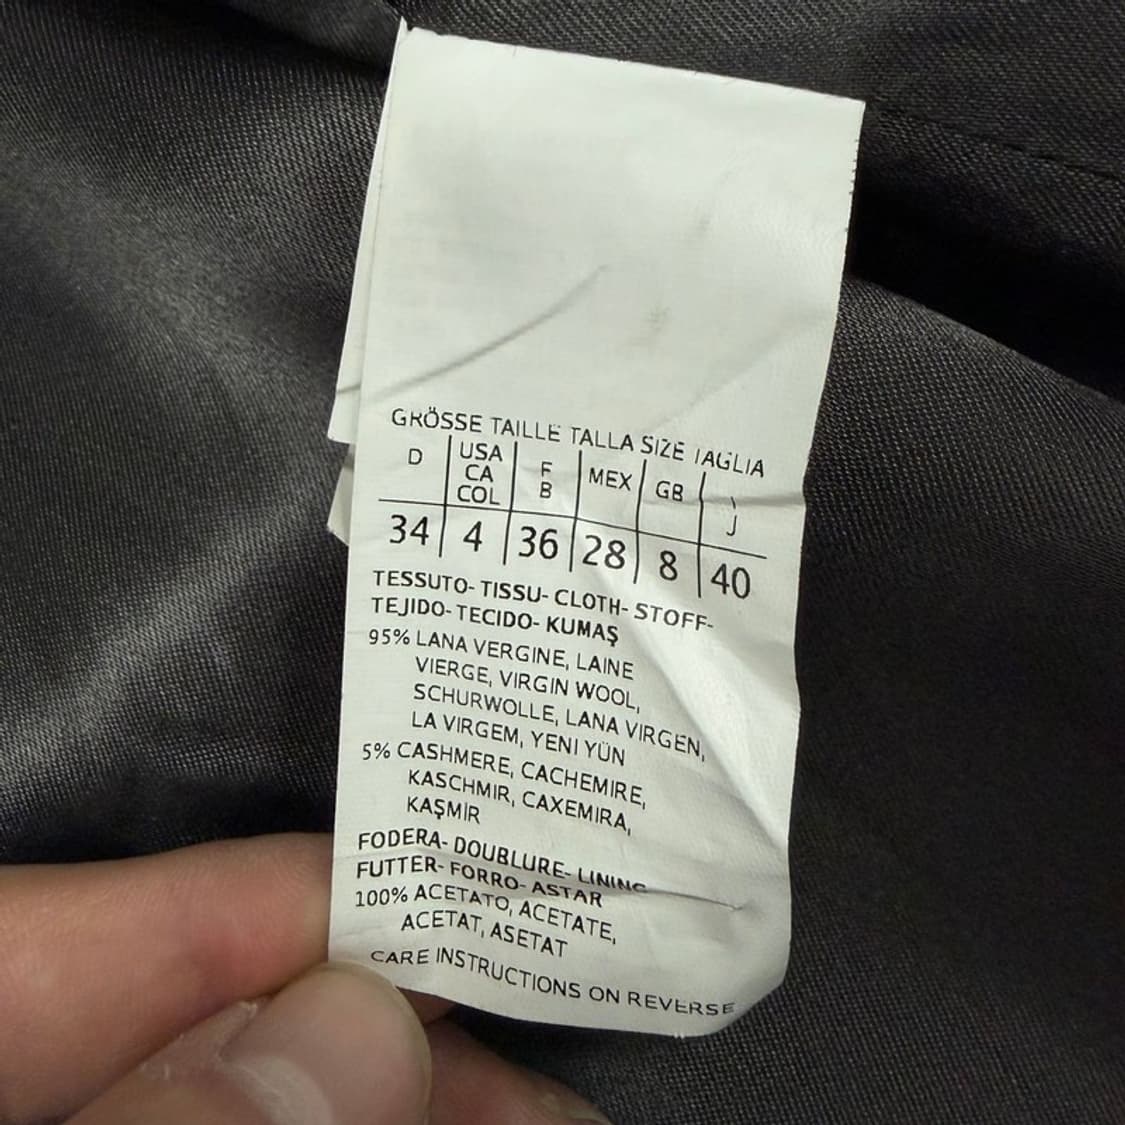 GRÖSSE TAILLE TALLA SIZE TAGLIA
D USA F MEX GB J
CA B
COL
34 4 36 28 8 40
TESSUTO- TISSU- CLOTH- STOFF-
TEJIDO- TECIDO- KUMAŞ
95% LANA VERGINE, LAINE
VIERGE, VIRGIN WOOL,
SCHURWOLLE, LANA VIRGEN,
LA VIRGEM, YENI YÜN
5% CASHMERE, CACHEMIRE,
KASCHMIR, CAXEMIRA,
KAŞMIR
FODERA- DOUBLURE- LINING
FUTTER- FORRO- ASTAR
100% ACETATO, ACETATE,
ACETAT, ASETAT
CARE INSTRUCTIONS ON REVERSE